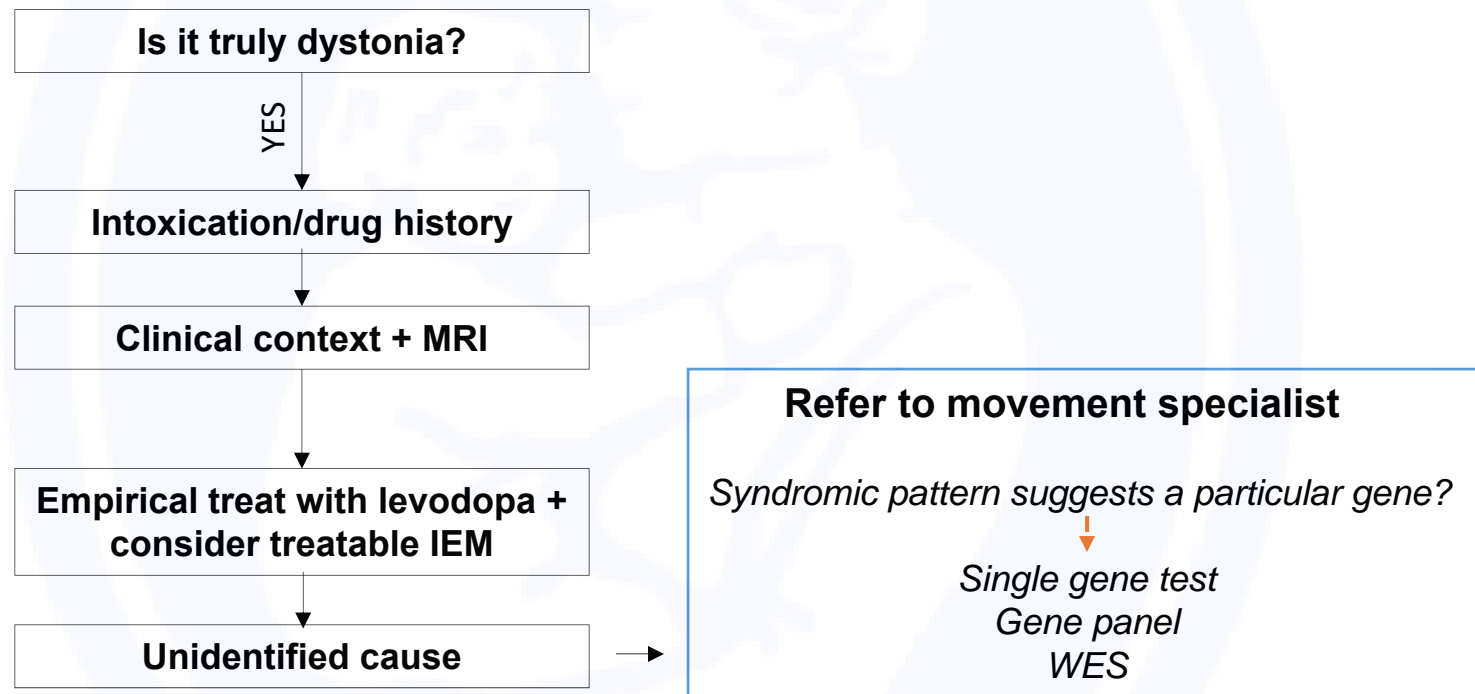 Is it truly dystonia?
YES
Intoxication/drug history
Clinical context + MRI
Empirical treat with levodopa +
consider treatable IEM
Unidentified cause
Refer to movement specialist
Syndromic pattern suggests a particular gene?
Single gene test
Gene panel
WES